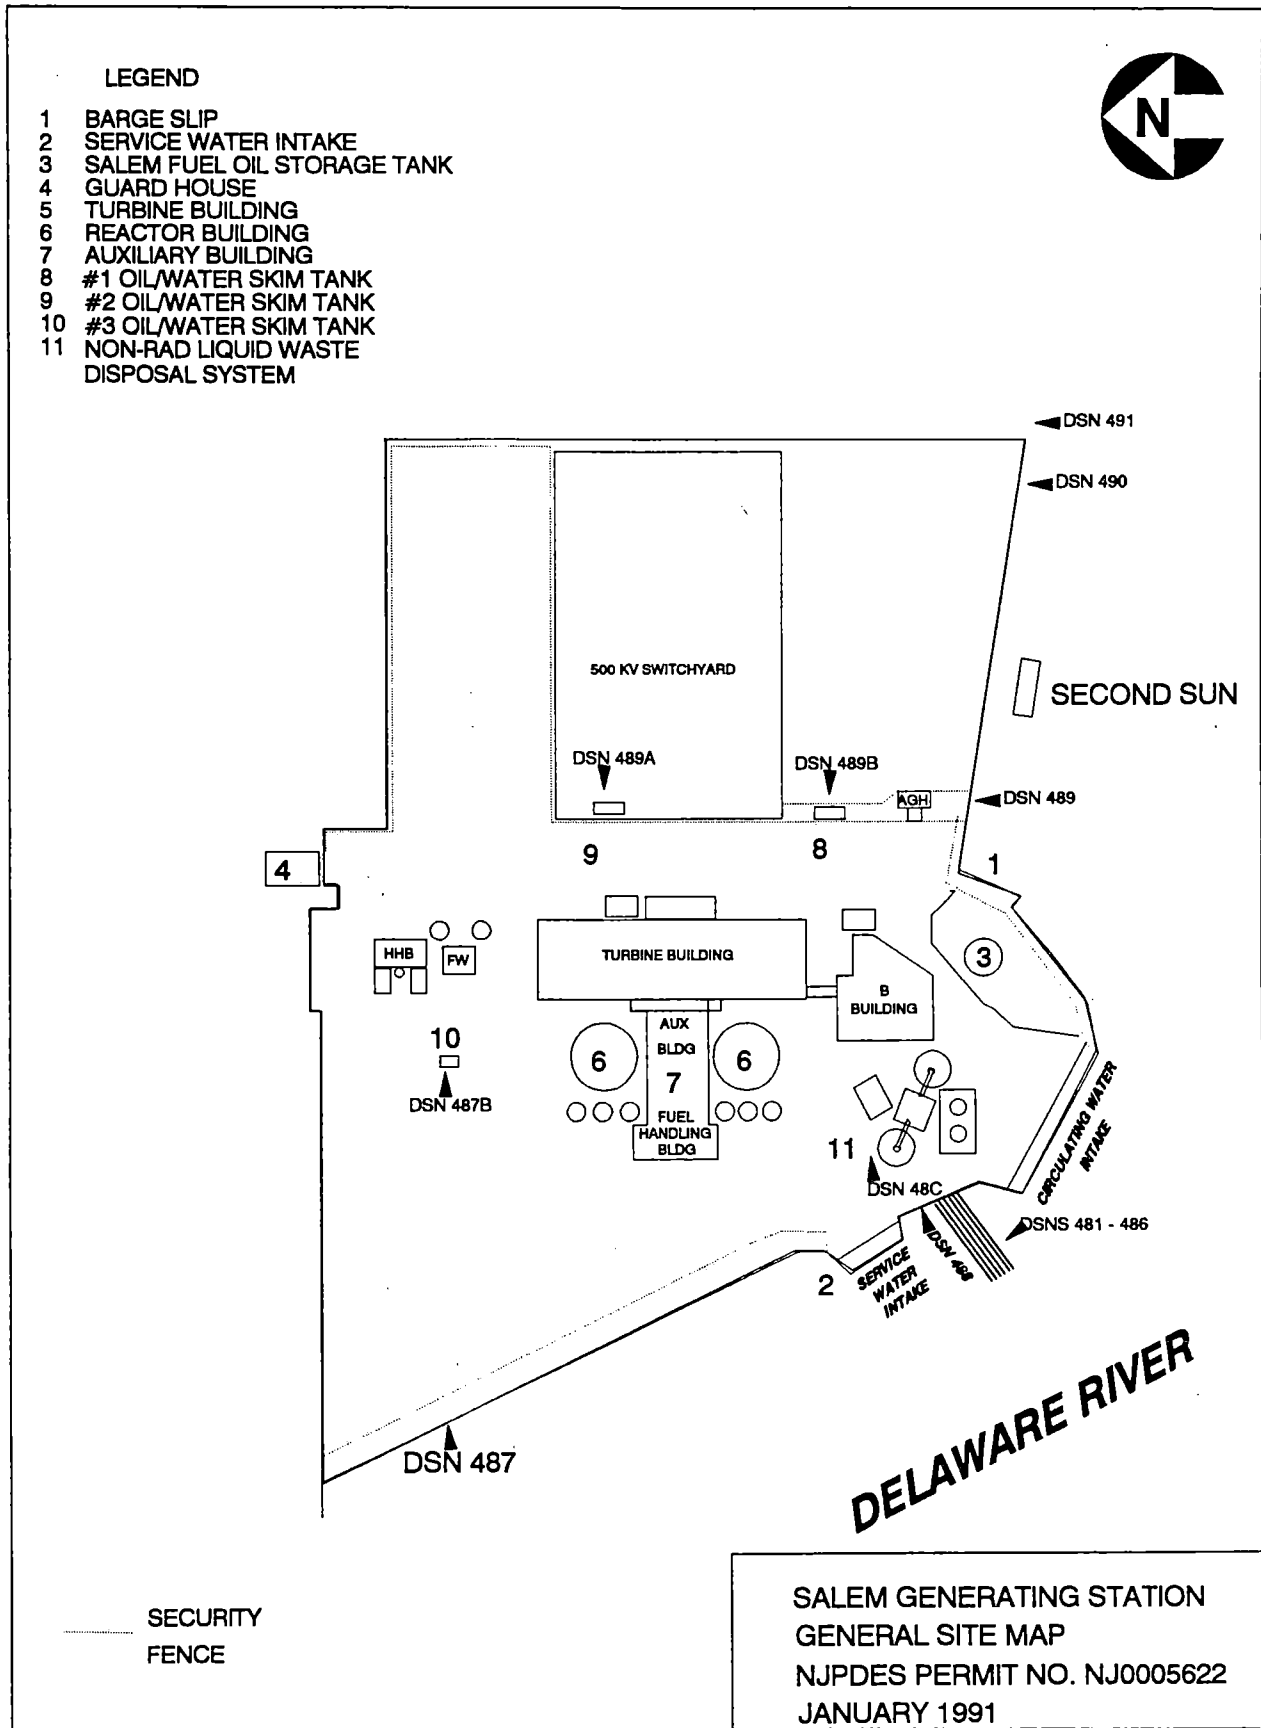 LEGEND
1 BARGE SLIP
2 SERVICE WATER INTAKE
3 SALEM FUEL OIL STORAGE TANK
4 GUARD HOUSE
5 TURBINE BUILDING
6 REACTOR BUILDING
7 AUXILIARY BUILDING
8 #1 OIL/WATER SKIM TANK
9 #2 OIL/WATER SKIM TANK
10 #3 OIL/WATER SKIM TANK
11 NON-RAD LIQUID WASTE
DISPOSAL SYSTEM
N
DSN 491
DSN 490
500 KV SWITCHYARD
SECOND SUN
DSN 489A
DSN 489B
AGH
DSN 489
4
9
8
1
HHB
FW
TURBINE BUILDING
B
BUILDING
3
10
DSN 487B
6
AUX
BLDG
7
FUEL
HANDLING
BLDG
6
11
DSN 48C
CIRCULATING WATER
INTAKE
DSNS 481 - 486
DSN 488
2
SERVICE
WATER
INTAKE
DSN 487
DELAWARE RIVER
SECURITY
FENCE
SALEM GENERATING STATION
GENERAL SITE MAP
NJPDES PERMIT NO. NJ0005622
JANUARY 1991